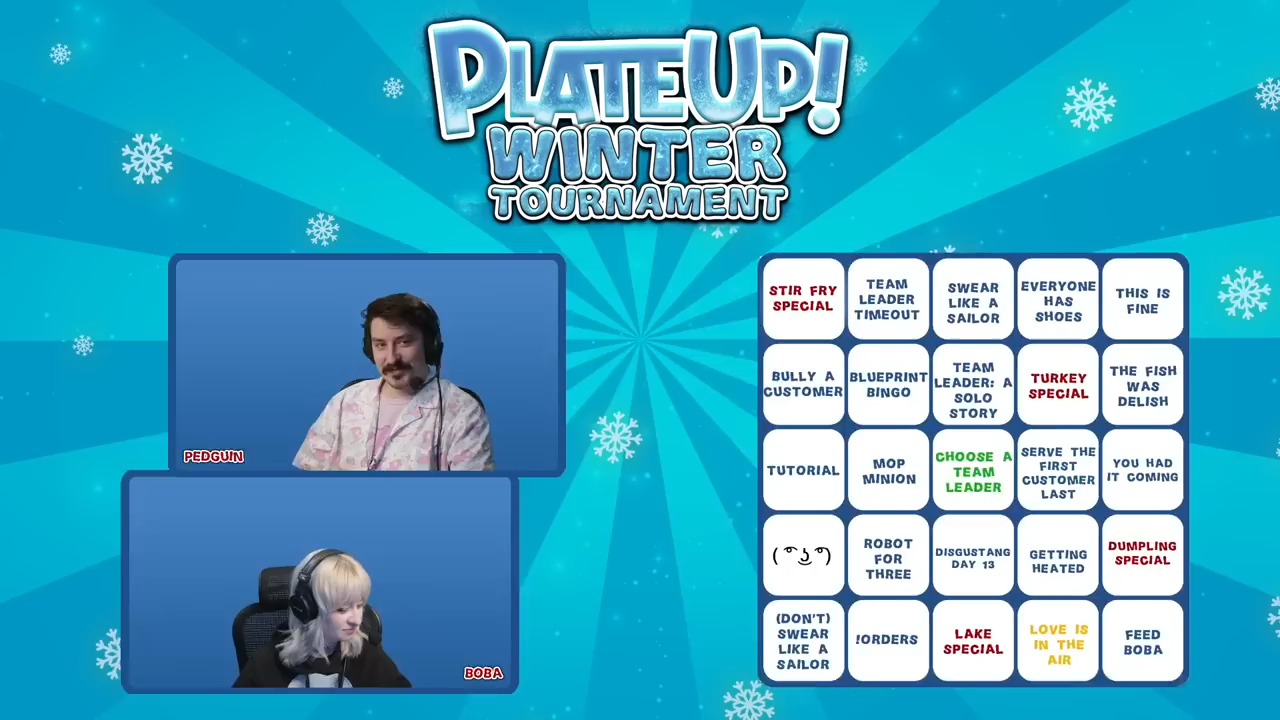 PLATEUP!
WINTER
TOURNAMENT
PEDGUIN
BOBA
STIR FRY
SPECIAL
TEAM
LEADER
TIMEOUT
SWEAR
LIKE A
SAILOR
EVERYONE
HAS
SHOES
THIS IS
FINE
BULLY A
CUSTOMER
BLUEPRINT
BINGO
TEAM
LEADER: A
SOLO
STORY
TURKEY
SPECIAL
THE FISH
WAS
DELISH
TUTORIAL
MOP
MINION
CHOOSE A
TEAM
LEADER
SERVE THE
FIRST
CUSTOMER
LAST
YOU HAD
IT COMING
( ͡° ͜ʖ ͡°)
ROBOT
FOR
THREE
DISGUSTANG
DAY 13
GETTING
HEATED
DUMPLING
SPECIAL
(DON'T)
SWEAR
LIKE A
SAILOR
!ORDERS
LAKE
SPECIAL
LOVE IS
IN THE
AIR
FEED
BOBA